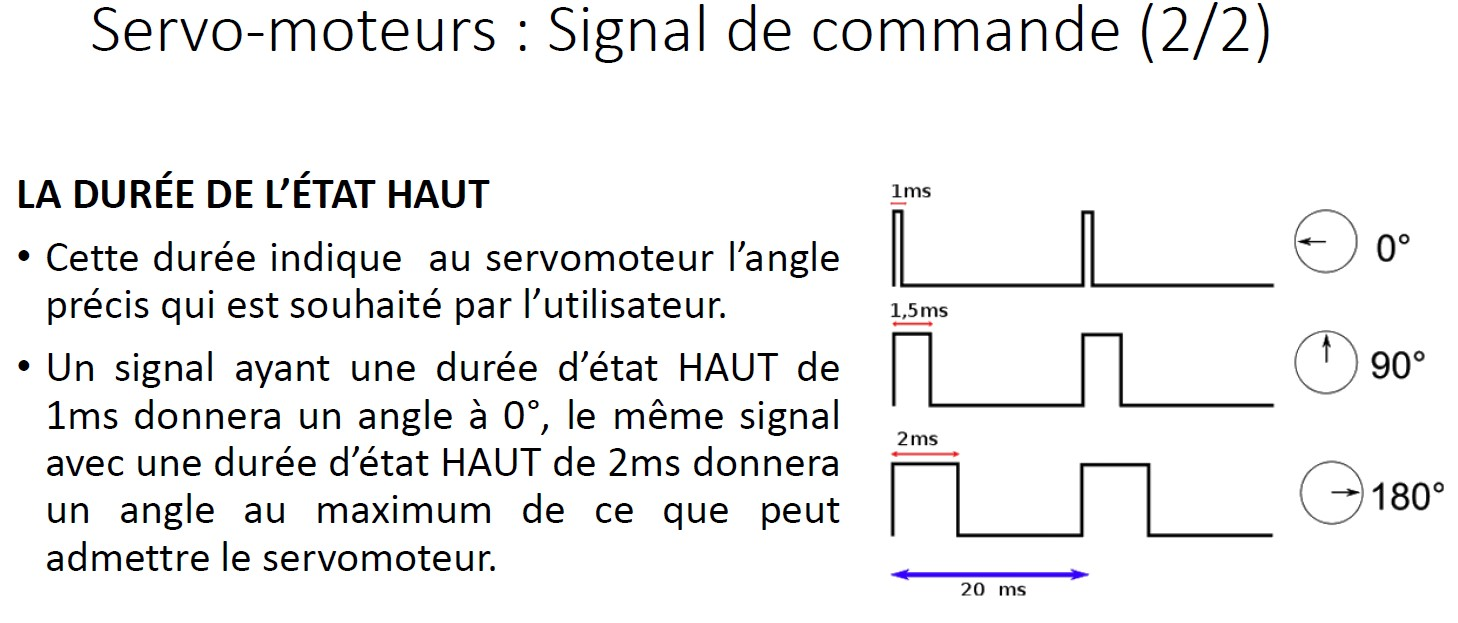 Servo-moteurs : Signal de commande (2/2)
LA DURÉE DE L’ÉTAT HAUT
• Cette durée indique au servomoteur l’angle
précis qui est souhaité par l’utilisateur.
• Un signal ayant une durée d’état HAUT de
1ms donnera un angle à 0°, le même signal
avec une durée d’état HAUT de 2ms donnera
un angle au maximum de ce que peut
admettre le servomoteur.
1ms
0°
1,5ms
90°
2ms
180°
20 ms